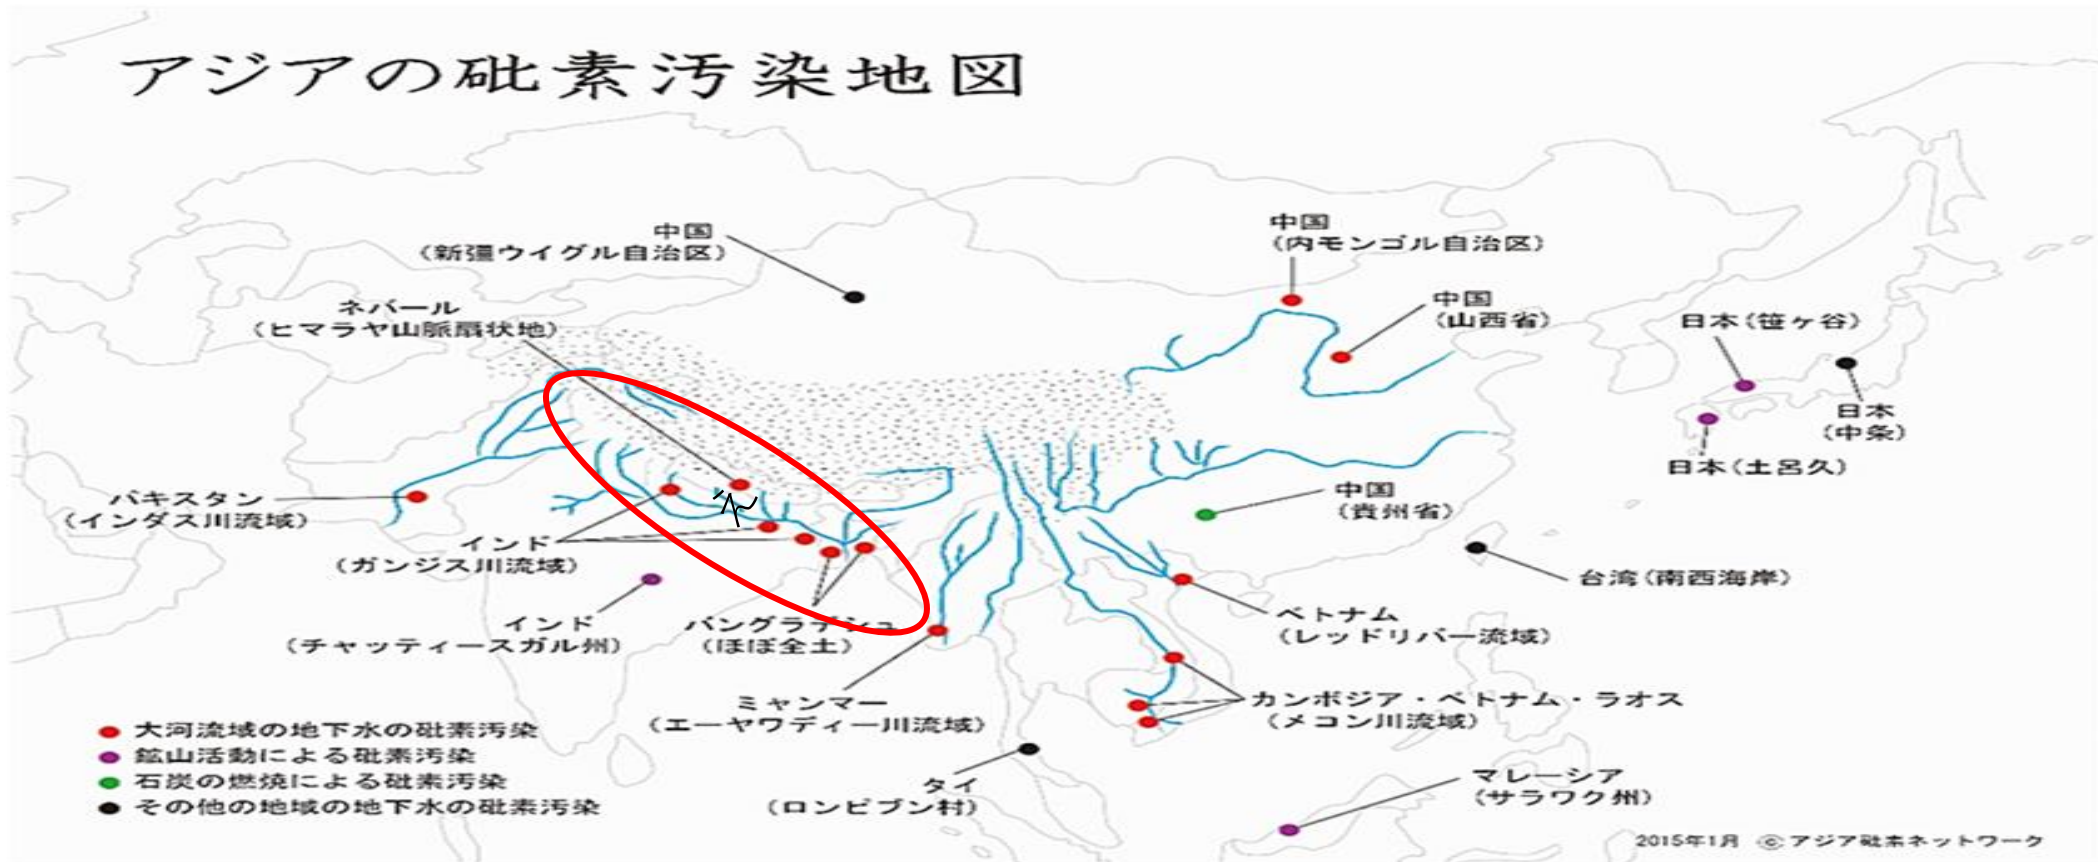 アジアの砒素汚染地図
中国
(新彊ウイグル自治区)
中国
(内モンゴル自治区)
ネパール
(ヒマラヤ山脈扇状地)
中国
(山西省)
日本(笹ヶ谷)
日本
(中条)
日本(土呂久)
パキスタン
(インダス川流域)
中国
(貴州省)
インド
(ガンジス川流域)
台湾(南西海岸)
インド
(チャッティースガル州)
バングラデシュ
(ほぼ全土)
ベトナム
(レッドリバー流域)
ミャンマー
(エーヤワディー川流域)
カンボジア・ベトナム・ラオス
(メコン川流域)
タイ
(ロンピブン村)
マレーシア
(サラワク州)
大河流域の地下水の砒素汚染
鉱山活動による砒素汚染
石炭の燃焼による砒素汚染
その他の地域の地下水の砒素汚染
2015年1月 ©アジア砒素ネットワーク